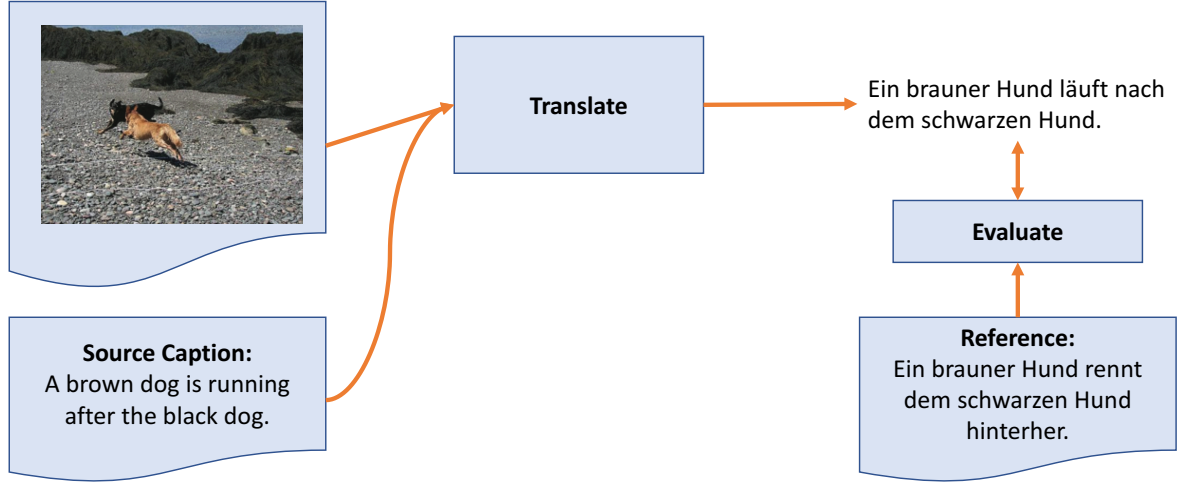 Translate
Ein brauner Hund läuft nach
dem schwarzen Hund.
Evaluate
Source Caption:
A brown dog is running
after the black dog.
Reference:
Ein brauner Hund rennt
dem schwarzen Hund
hinterher.